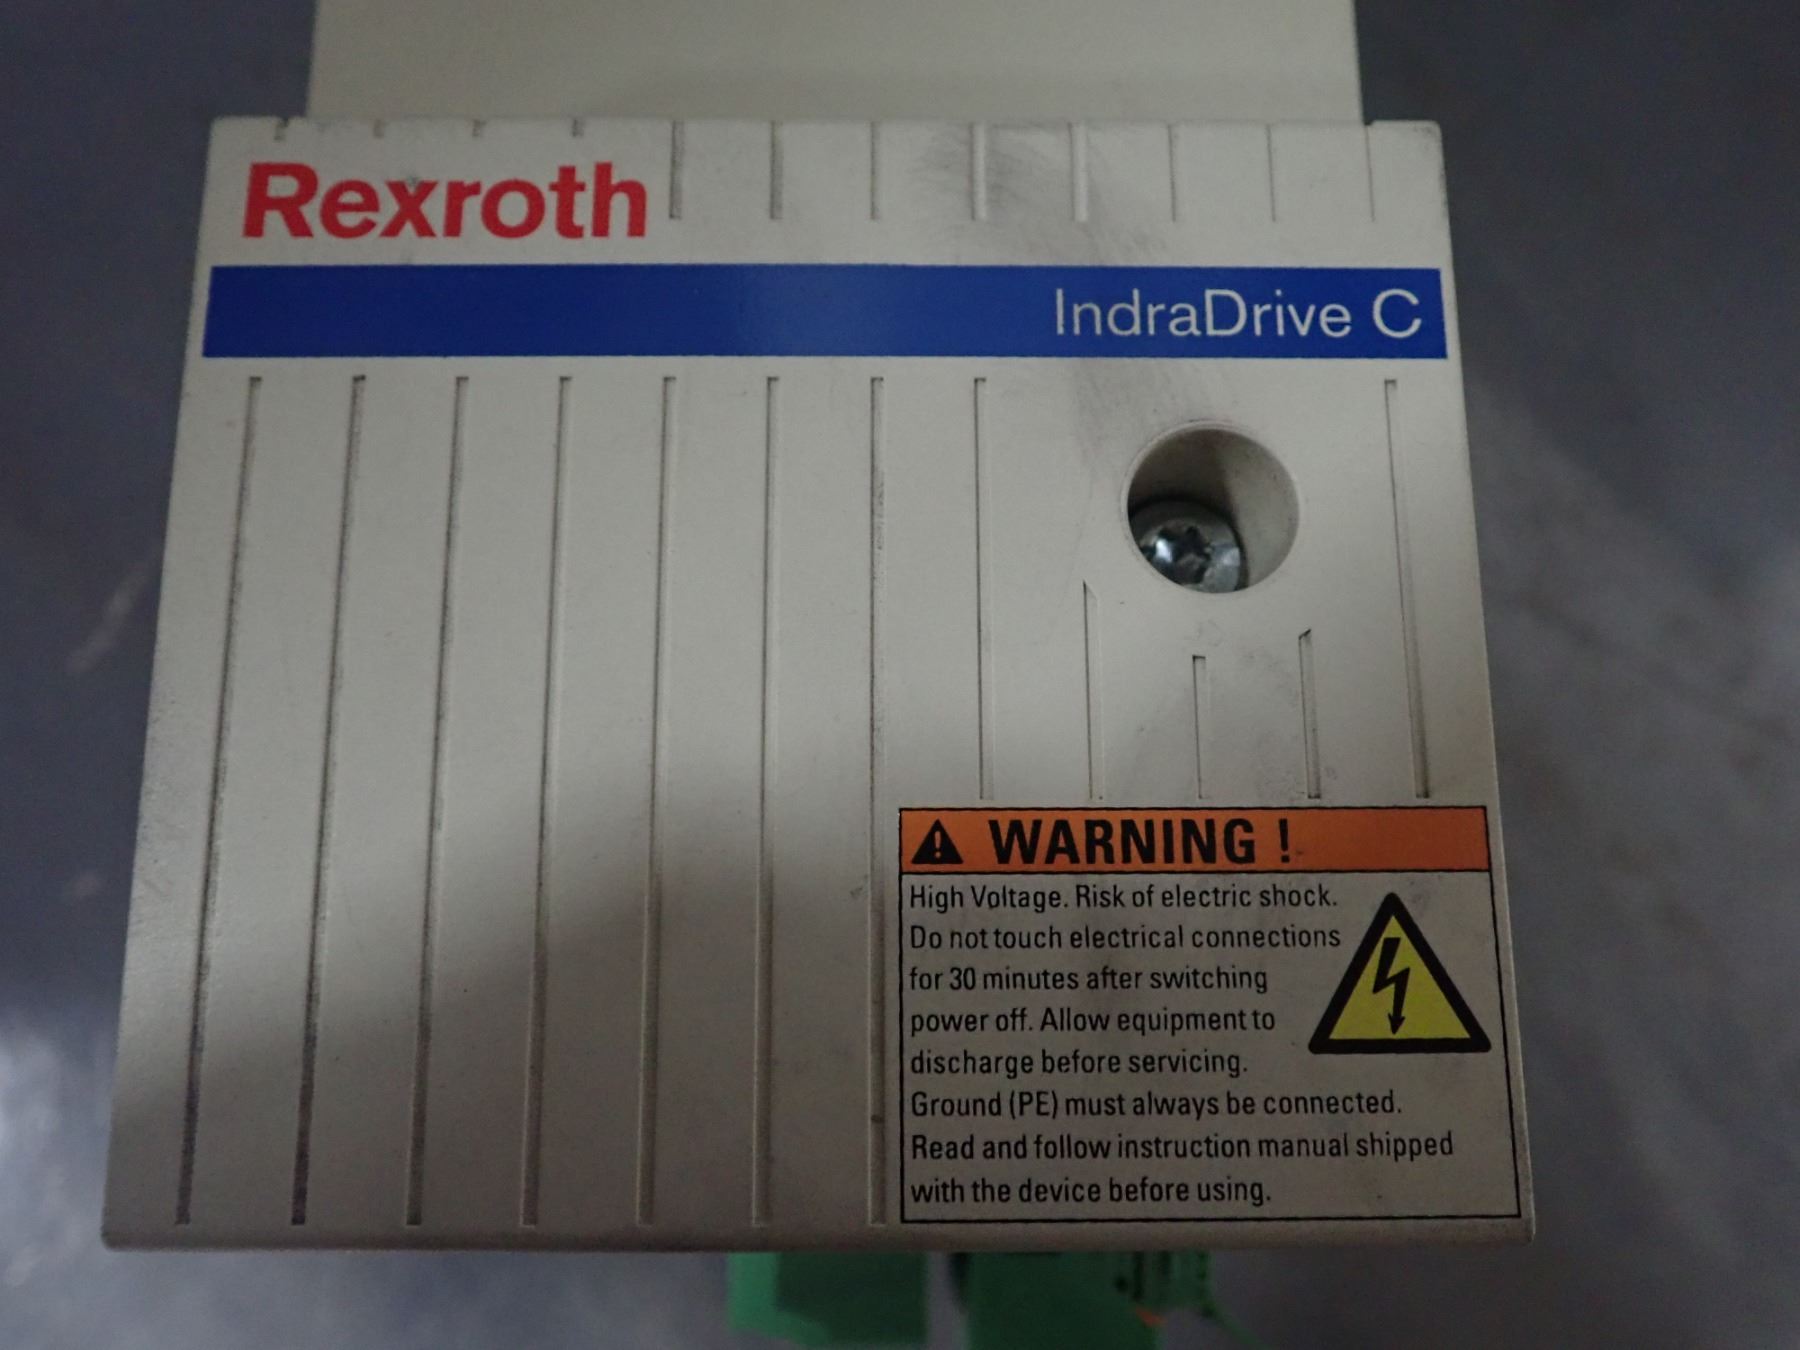 Rexroth
IndraDrive C
WARNING !
High Voltage. Risk of electric shock.
Do not touch electrical connections
for 30 minutes after switching
power off. Allow equipment to
discharge before servicing.
Ground (PE) must always be connected.
Read and follow instruction manual shipped
with the device before using.